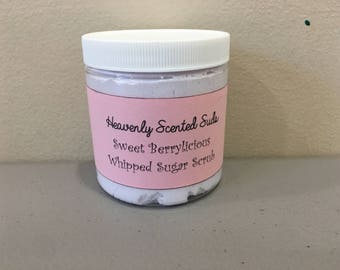 Heavenly Scented Suds
Sweet Berrylicious
Whipped Sugar Scrub